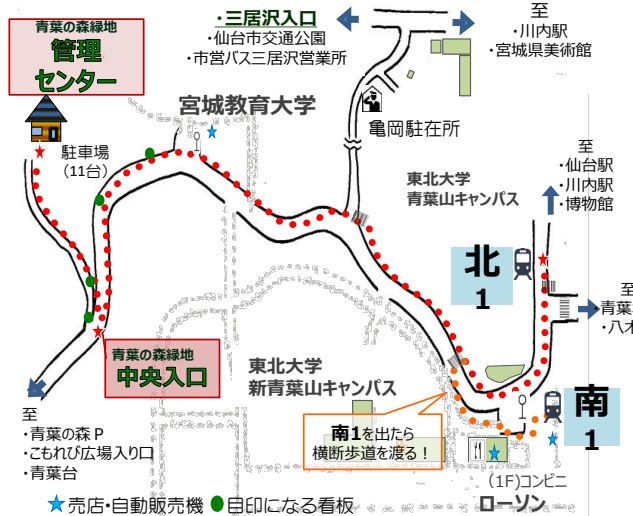 青葉の森緑地
管理
センター
・三居沢入口
・仙台市交通公園
・市営バス三居沢営業所
至
・川内駅
・宮城県美術館
宮城教育大学
亀岡駐在所
駐車場
(11台)
東北大学
青葉山キャンパス
至
・仙台駅
・川内駅
・博物館
北
1
至
・青葉
・八木
青葉の森緑地
中央入口
東北大学
新青葉山キャンパス
南
1
至
・青葉の森 P
・こもれび広場入り口
・青葉台
南1を出たら
横断歩道を渡る！
(1F)コンビニ
ローソン
売店・自動販売機
目印になる看板